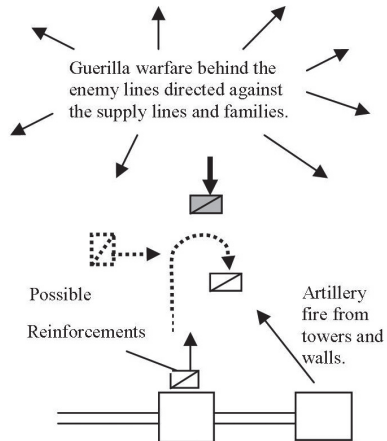 Guerilla warfare behind the
enemy lines directed against
the supply lines and families.
Possible
Reinforcements
Artillery
fire from
towers and
walls.